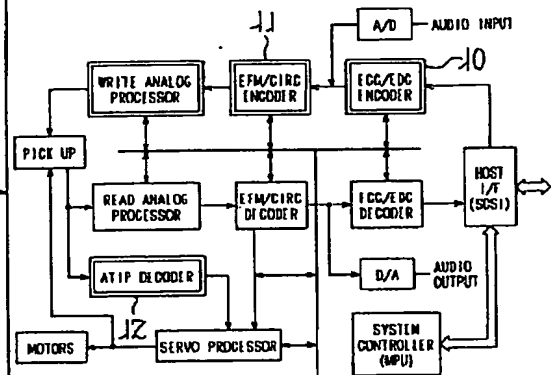 11
A/D
AUDIO INPUT
10
WRITE ANALOG
PROCESSOR
EFM/CIRC
ENCODER
ECC/EDC
ENCODER
PICK UP
HOST
I/F
(SCSI)
READ ANALOG
PROCESSOR
EFM/CIRC
DECODER
ECC/EDC
DECODER
ATIP DECODER
D/A
AUDIO
OUTPUT
12
MOTORS
SERVO PROCESSOR
SYSTEM
CONTROLLER
(MPU)